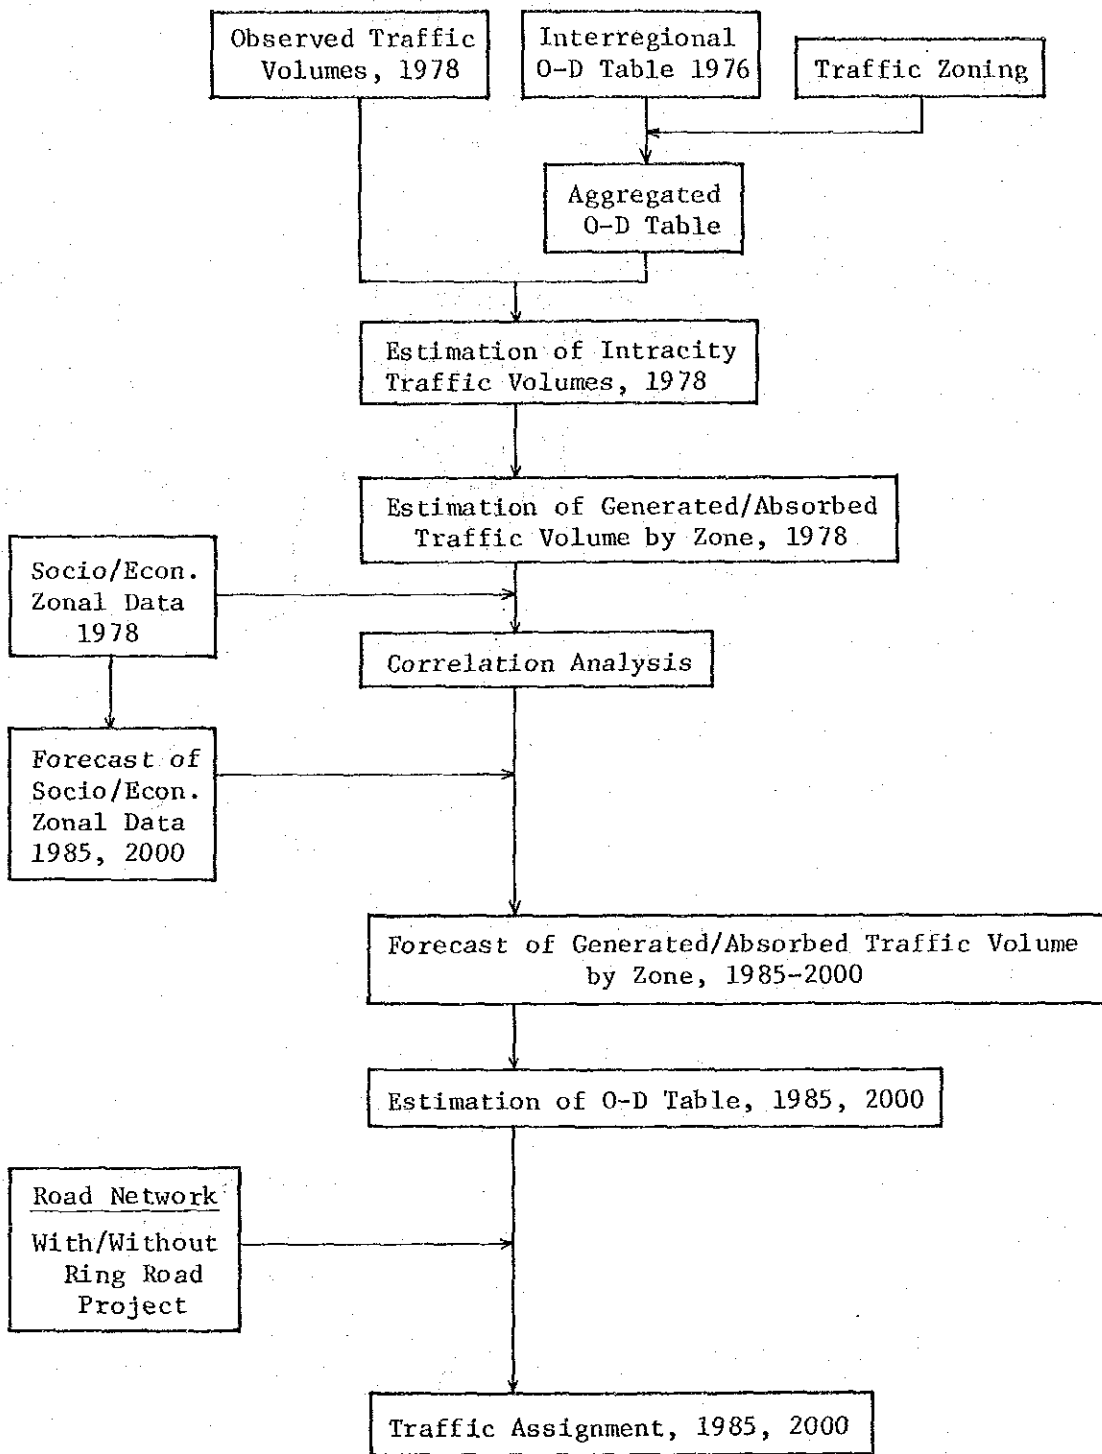 Observed Traffic
Volumes, 1978
Interregional
O-D Table 1976
Traffic Zoning
Aggregated
O-D Table
Estimation of Intracity
Traffic Volumes, 1978
Estimation of Generated/Absorbed
Traffic Volume by Zone, 1978
Socio/Econ.
Zonal Data
1978
Correlation Analysis
Forecast of
Socio/Econ.
Zonal Data
1985, 2000
Forecast of Generated/Absorbed Traffic Volume
by Zone, 1985-2000
Estimation of O-D Table, 1985, 2000
Road Network
With/Without
Ring Road
Project
Traffic Assignment, 1985, 2000